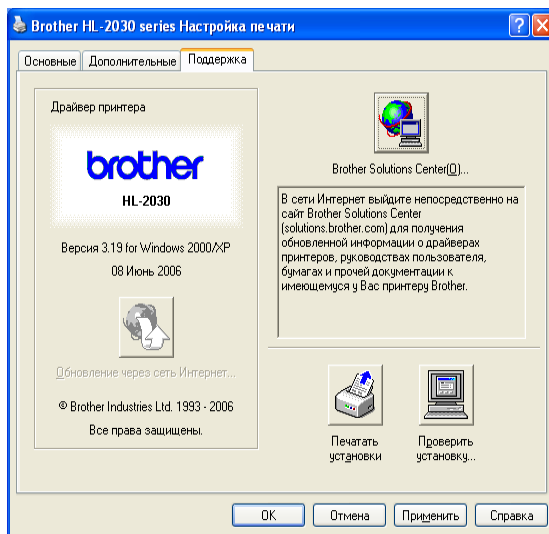 Brother HL-2030 series Настройка печати
Основные Дополнительные Поддержка
Драйвер принтера
brother
HL-2030
Версия 3.19 for Windows 2000/XP
08 Июнь 2006
Обновление через сеть Интернет...
© Brother Industries Ltd. 1993 - 2006
Все права защищены.
Brother Solutions Center(O)...
В сети Интернет выйдите непосредственно на
сайт Brother Solutions Center
(solutions.brother.com) для получения
обновленной информации о драйверах
принтеров, руководствах пользователя,
бумагах и прочей документации к
имеющемуся у Вас принтеру Brother.
Печатать
установки
Проверить
установку...
OK Отмена Применить Справка